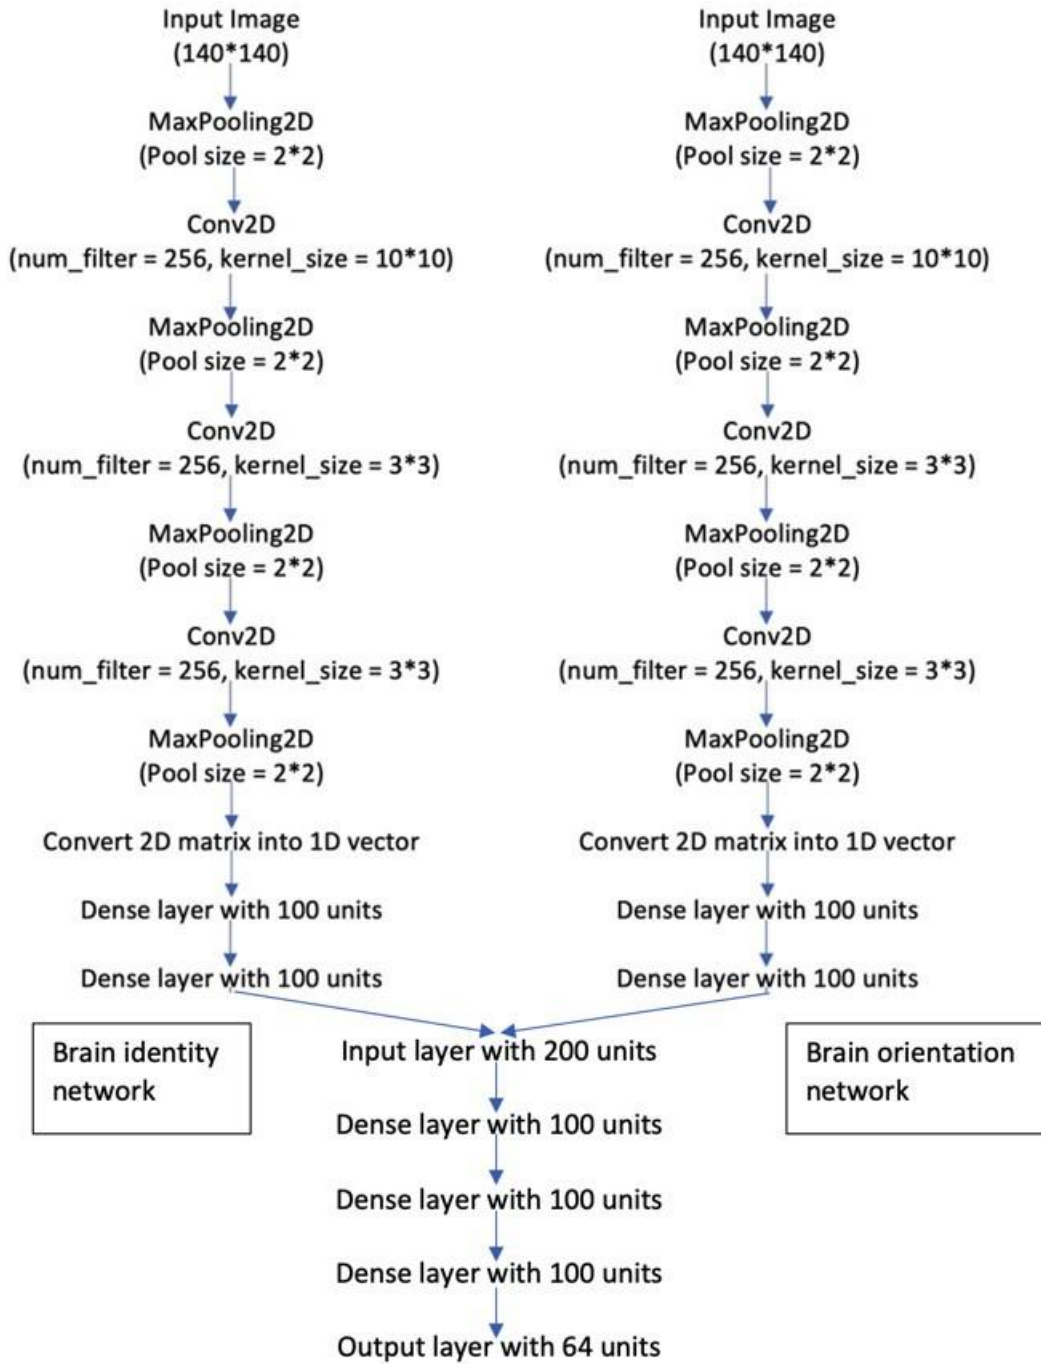 Input Image
(140*140)
MaxPooling2D
(Pool size = 2*2)
Conv2D
(num_filter = 256, kernel_size = 10*10)
MaxPooling2D
(Pool size = 2*2)
Conv2D
(num_filter = 256, kernel_size = 3*3)
MaxPooling2D
(Pool size = 2*2)
Conv2D
(num_filter = 256, kernel_size = 3*3)
MaxPooling2D
(Pool size = 2*2)
Convert 2D matrix into 1D vector
Dense layer with 100 units
Dense layer with 100 units
Brain identity
network
Input Image
(140*140)
MaxPooling2D
(Pool size = 2*2)
Conv2D
(num_filter = 256, kernel_size = 10*10)
MaxPooling2D
(Pool size = 2*2)
Conv2D
(num_filter = 256, kernel_size = 3*3)
MaxPooling2D
(Pool size = 2*2)
Conv2D
(num_filter = 256, kernel_size = 3*3)
MaxPooling2D
(Pool size = 2*2)
Convert 2D matrix into 1D vector
Dense layer with 100 units
Dense layer with 100 units
Brain orientation
network
Input layer with 200 units
Dense layer with 100 units
Dense layer with 100 units
Dense layer with 100 units
Output layer with 64 units